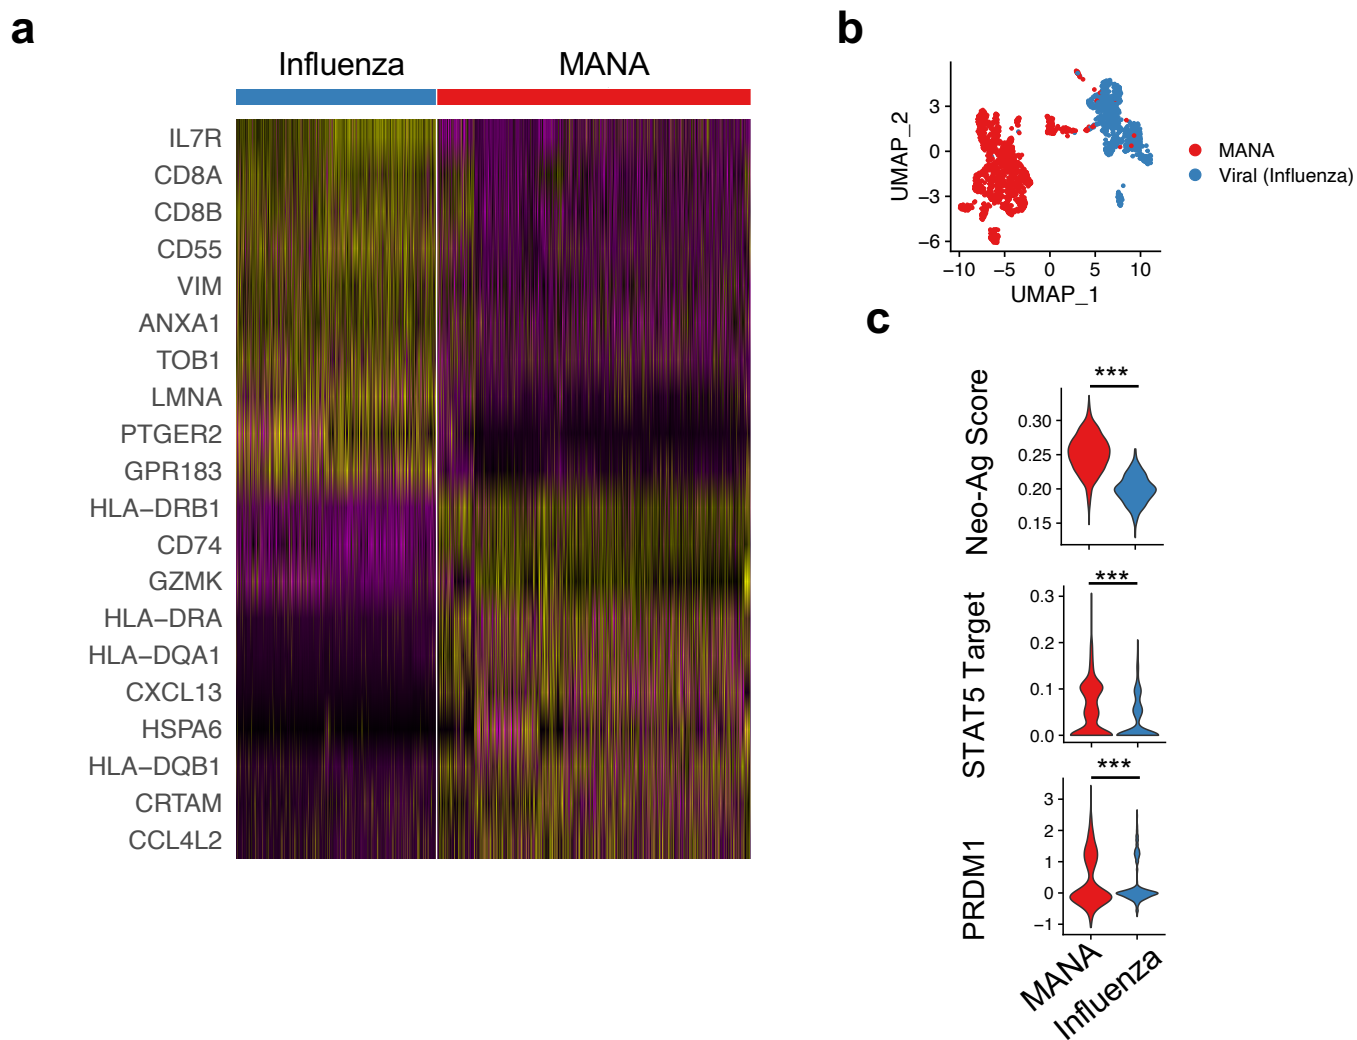 a
Influenza MANA
IL7R
CD8A
CD8B
CD55
VIM
ANXA1
TOB1
LMNA
PTGER2
GPR183
HLA−DRB1
CD74
GZMK
HLA−DRA
HLA−DQA1
CXCL13
HSPA6
HLA−DQB1
CRTAM
CCL4L2
b
UMAP_2
3
0
−3
−6
−10 −5 0 5 10
UMAP_1
MANA
Viral (Influenza)
c
Neo-Ag Score
***
0.30
0.25
0.20
0.15
STAT5 Target
***
0.3
0.2
0.1
0.0
PRDM1
***
3
2
1
0
−1
MANA
Influenza